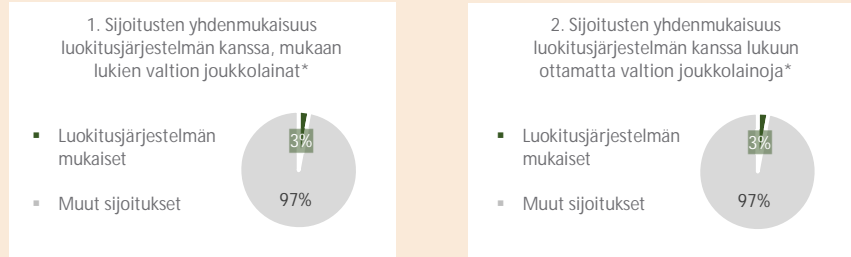 1. Sijoitusten yhdenmukaisuus
luokitusjärjestelmän kanssa, mukaan
lukien valtion joukkolainat*
Luokitusjärjestelmän
mukaiset
Muut sijoitukset
3%
97%
2. Sijoitusten yhdenmukaisuus
luokitusjärjestelmän kanssa lukuun
ottamatta valtion joukkolainoja*
Luokitusjärjestelmän
mukaiset
Muut sijoitukset
3%
97%